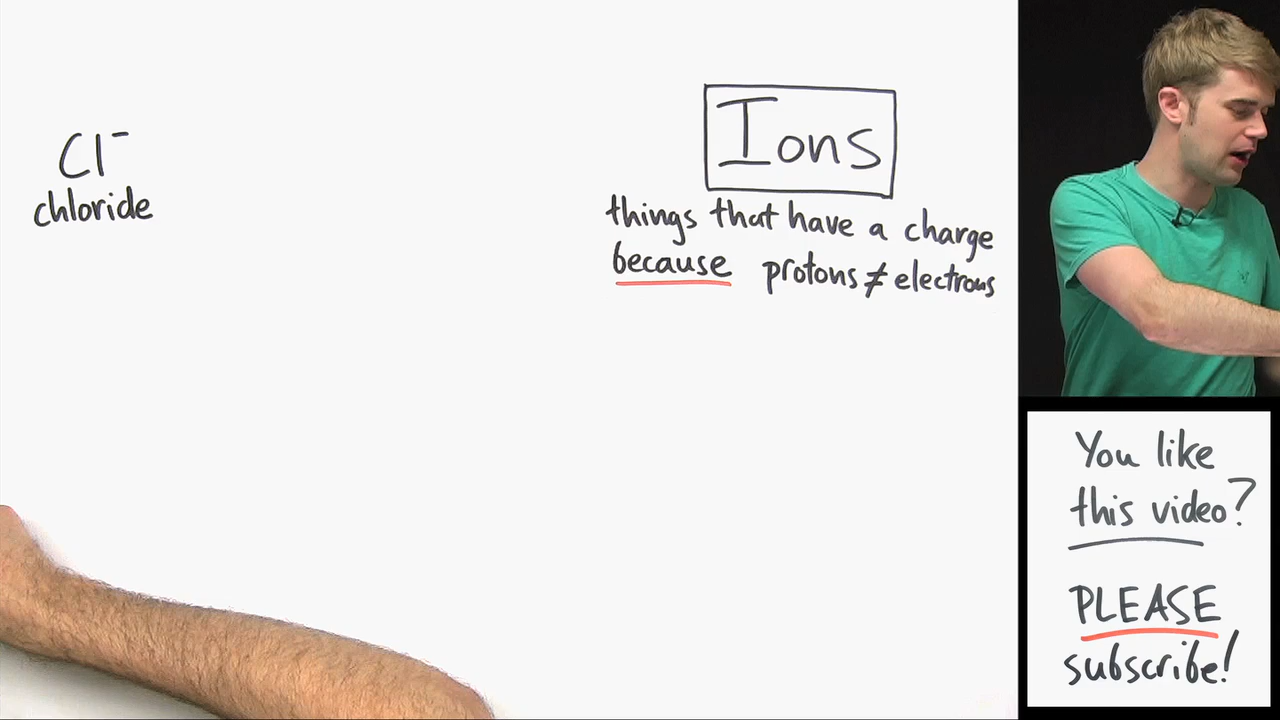 Cl⁻
chloride
Ions
things that have a charge
because protons ≠ electrons
You like
this video?
PLEASE
subscribe!